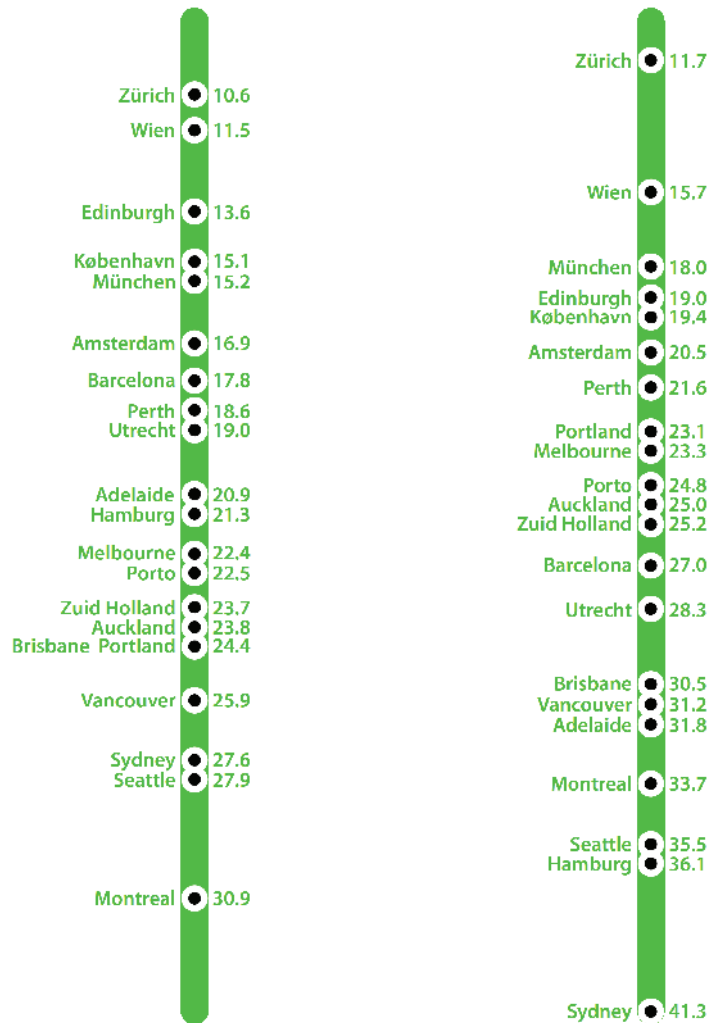 Zürich 10.6
Wien 11.5
Edinburgh 13.6
København 15.1
München 15.2
Amsterdam 16.9
Barcelona 17.8
Perth 18.6
Utrecht 19.0
Adelaide 20.9
Hamburg 21.3
Melbourne 22.4
Porto 22.5
Zuid Holland 23.7
Auckland 23.8
Brisbane Portland 24.4
Vancouver 25.9
Sydney 27.6
Seattle 27.9
Montreal 30.9
Zürich 11.7
Wien 15.7
München 18.0
Edinburgh 19.0
København 19.4
Amsterdam 20.5
Perth 21.6
Portland 23.1
Melbourne 23.3
Porto 24.8
Auckland 25.0
Zuid Holland 25.2
Barcelona 27.0
Utrecht 28.3
Brisbane 30.5
Vancouver 31.2
Adelaide 31.8
Montreal 33.7
Seattle 35.5
Hamburg 36.1
Sydney 41.3